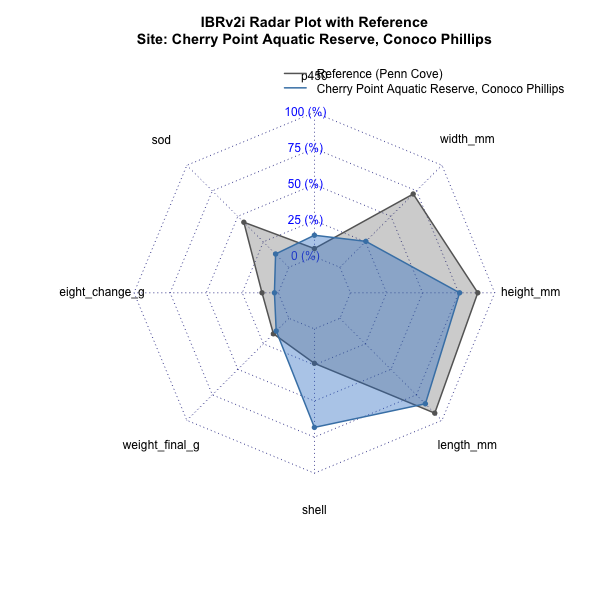 IBRv2i Radar Plot with Reference
Site: Cherry Point Aquatic Reserve, Conoco Phillips
p450
Reference (Penn Cove)
Cherry Point Aquatic Reserve, Conoco Phillips
100 (%)
sod
width_mm
75 (%)
50 (%)
25 (%)
0 (%)
eight_change_g
height_mm
weight_final_g
length_mm
shell